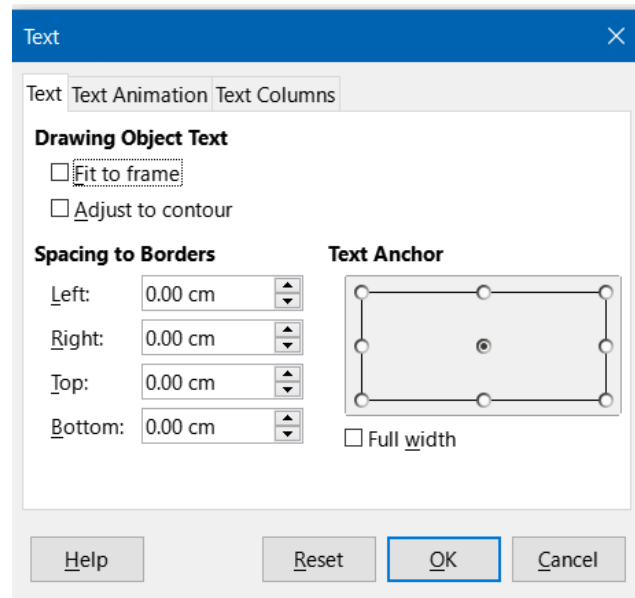 Text
Text Text Animation Text Columns
Drawing Object Text
Fit to frame
Adjust to contour
Spacing to Borders
Left: 0.00 cm
Right: 0.00 cm
Top: 0.00 cm
Bottom: 0.00 cm
Text Anchor
Full width
Help Reset OK Cancel